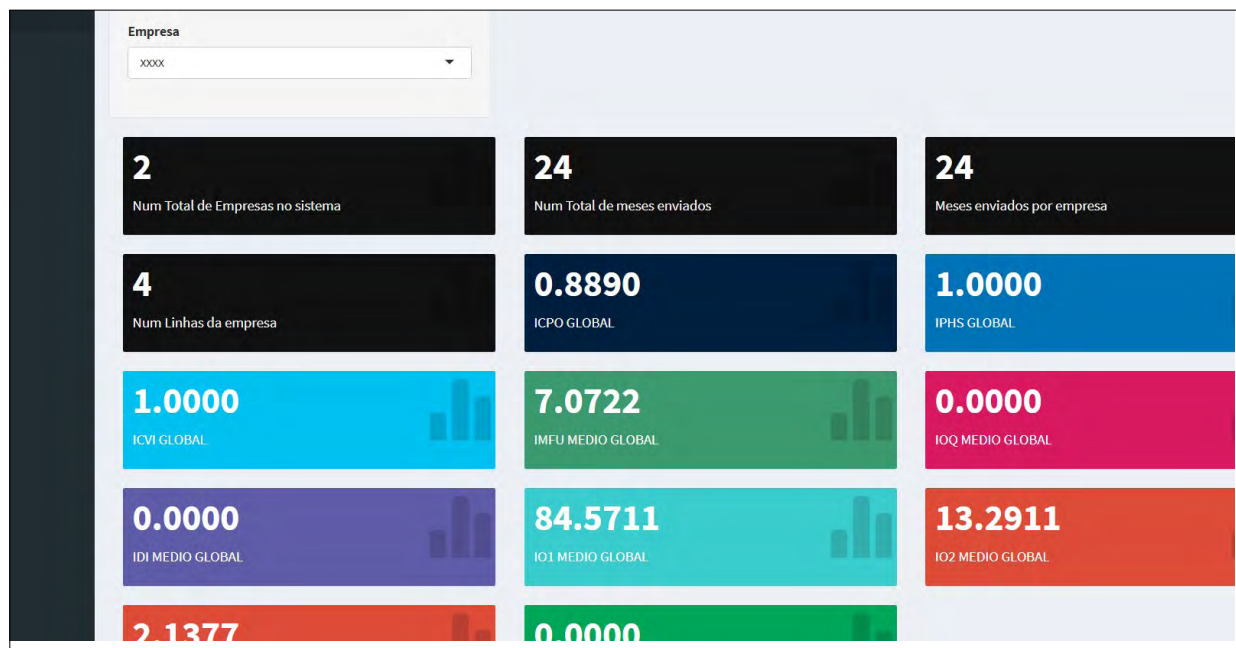 Empresa
xxxx
2
Num Total de Empresas no sistema
24
Num Total de meses enviados
24
Meses enviados por empresa
4
Num Linhas da empresa
0.8890
ICPO GLOBAL
1.0000
IPHS GLOBAL
1.0000
ICVI GLOBAL
7.0722
IMFU MEDIO GLOBAL
0.0000
IOQ MEDIO GLOBAL
0.0000
IDI MEDIO GLOBAL
84.5711
IO1 MEDIO GLOBAL
13.2911
IO2 MEDIO GLOBAL
2.1377
0.0000